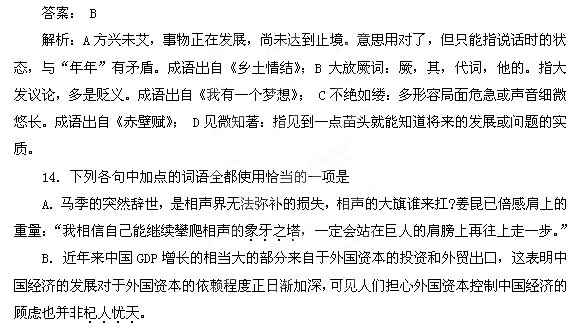 答案： B
解析：A方兴未艾，事物正在发展，尚未达到止境。意思用对了，但只能指说话时的状
态，与“年年”有矛盾。成语出自《乡土情结》；B 大放厥词：厥，其，代词，他的。指大
发议论，多是贬义。成语出自《我有一个梦想》； C不绝如缕：多形容局面危急或声音细微
悠长。成语出自《赤壁赋》； D 见微知著：指见到一点苗头就能知道将来的发展或问题的实
质。
14. 下列各句中加点的词语全都使用恰当的一项是
A. 马季的突然辞世，是相声界无法弥补的损失，相声的大旗谁来扛?姜昆已倍感肩上的
重量：“我相信自己能继续攀爬相声的象牙之塔，一定会站在巨人的肩膀上再往上走一步。”
B. 近年来中国GDP增长的相当大的部分来自于外国资本的投资和外贸出口，这表明中
国经济的发展对于外国资本的依赖程度正日渐加深，可见人们担心外国资本控制中国经济的
顾虑也并非杞人忧天。